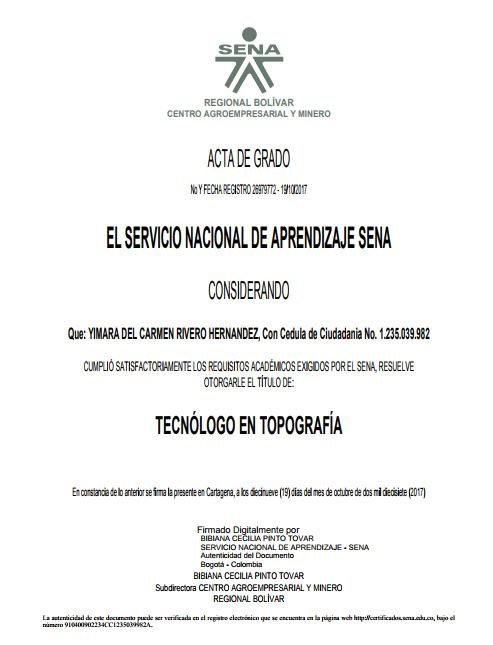 SENA
REGIONAL BOLÍVAR
CENTRO AGROEMPRESARIAL Y MINERO
ACTA DE GRADO
No Y FECHA REGISTRO 26979772 - 19/10/2017
EL SERVICIO NACIONAL DE APRENDIZAJE SENA
CONSIDERANDO
Que: YIMARA DEL CARMEN RIVERO HERNANDEZ, Con Cedula de Ciudadania No. 1.235.039.982
CUMPLIÓ SATISFACTORIAMENTE LOS REQUISITOS ACADÉMICOS EXIGIDOS POR EL SENA, RESUELVE
OTORGARLE EL TÍTULO DE:
TECNÓLOGO EN TOPOGRAFÍA
En constancia de lo anterior se firma la presente en Cartagena, a los diecinueve (19) días del mes de octubre de dos mil diecisiete (2017)
Firmado Digitalmente por
BIBIANA CECILIA PINTO TOVAR
SERVICIO NACIONAL DE APRENDIZAJE - SENA
Autenticidad del Documento
Bogotá - Colombia
BIBIANA CECILIA PINTO TOVAR
Subdirectora CENTRO AGROEMPRESARIAL Y MINERO
REGIONAL BOLÍVAR
La autenticidad de este documento puede ser verificada en el registro electrónico que se encuentra en la página web http://certificados.sena.edu.co, bajo el
número 910400902234CC1235039982A.